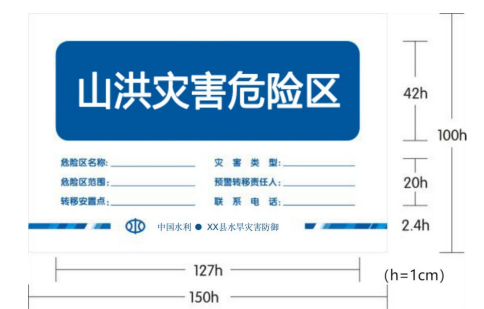 山洪灾害危险区
危险区名称: 灾害类型:
危险区范围: 预警转移责任人:
转移安置点: 联系电话:
中国水利 ● XX县水旱灾害防御
42h
100h
20h
2.4h
127h
(h=1cm)
150h